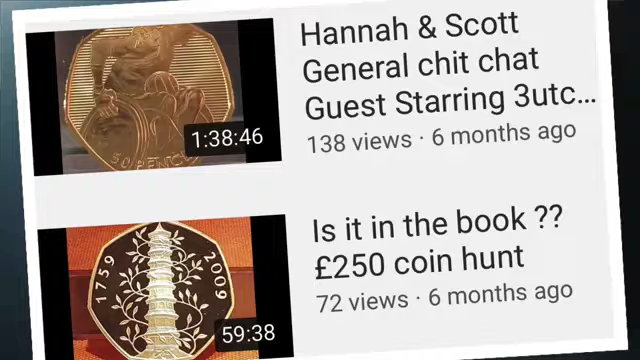 Hannah & Scott
General chit chat
Guest Starring 3utc...
138 views · 6 months ago
1:38:46
50 PENCE
Is it in the book ??
£250 coin hunt
72 views · 6 months ago
1759
2009
59:38